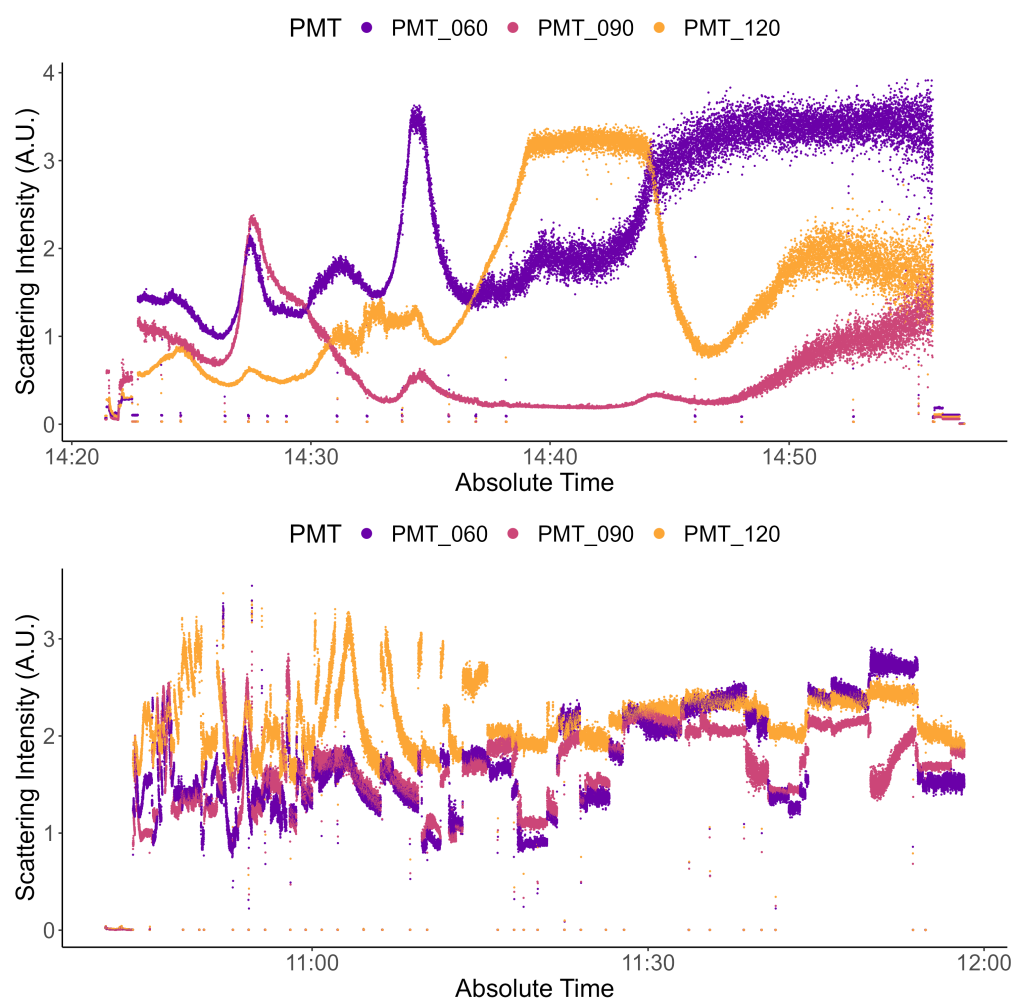 PMT PMT_060 PMT_090 PMT_120
Scattering Intensity (A.U.)
4
3
2
1
0
14:20 14:30 14:40 14:50
Absolute Time
PMT PMT_060 PMT_090 PMT_120
Scattering Intensity (A.U.)
3
2
1
0
11:00 11:30 12:00
Absolute Time